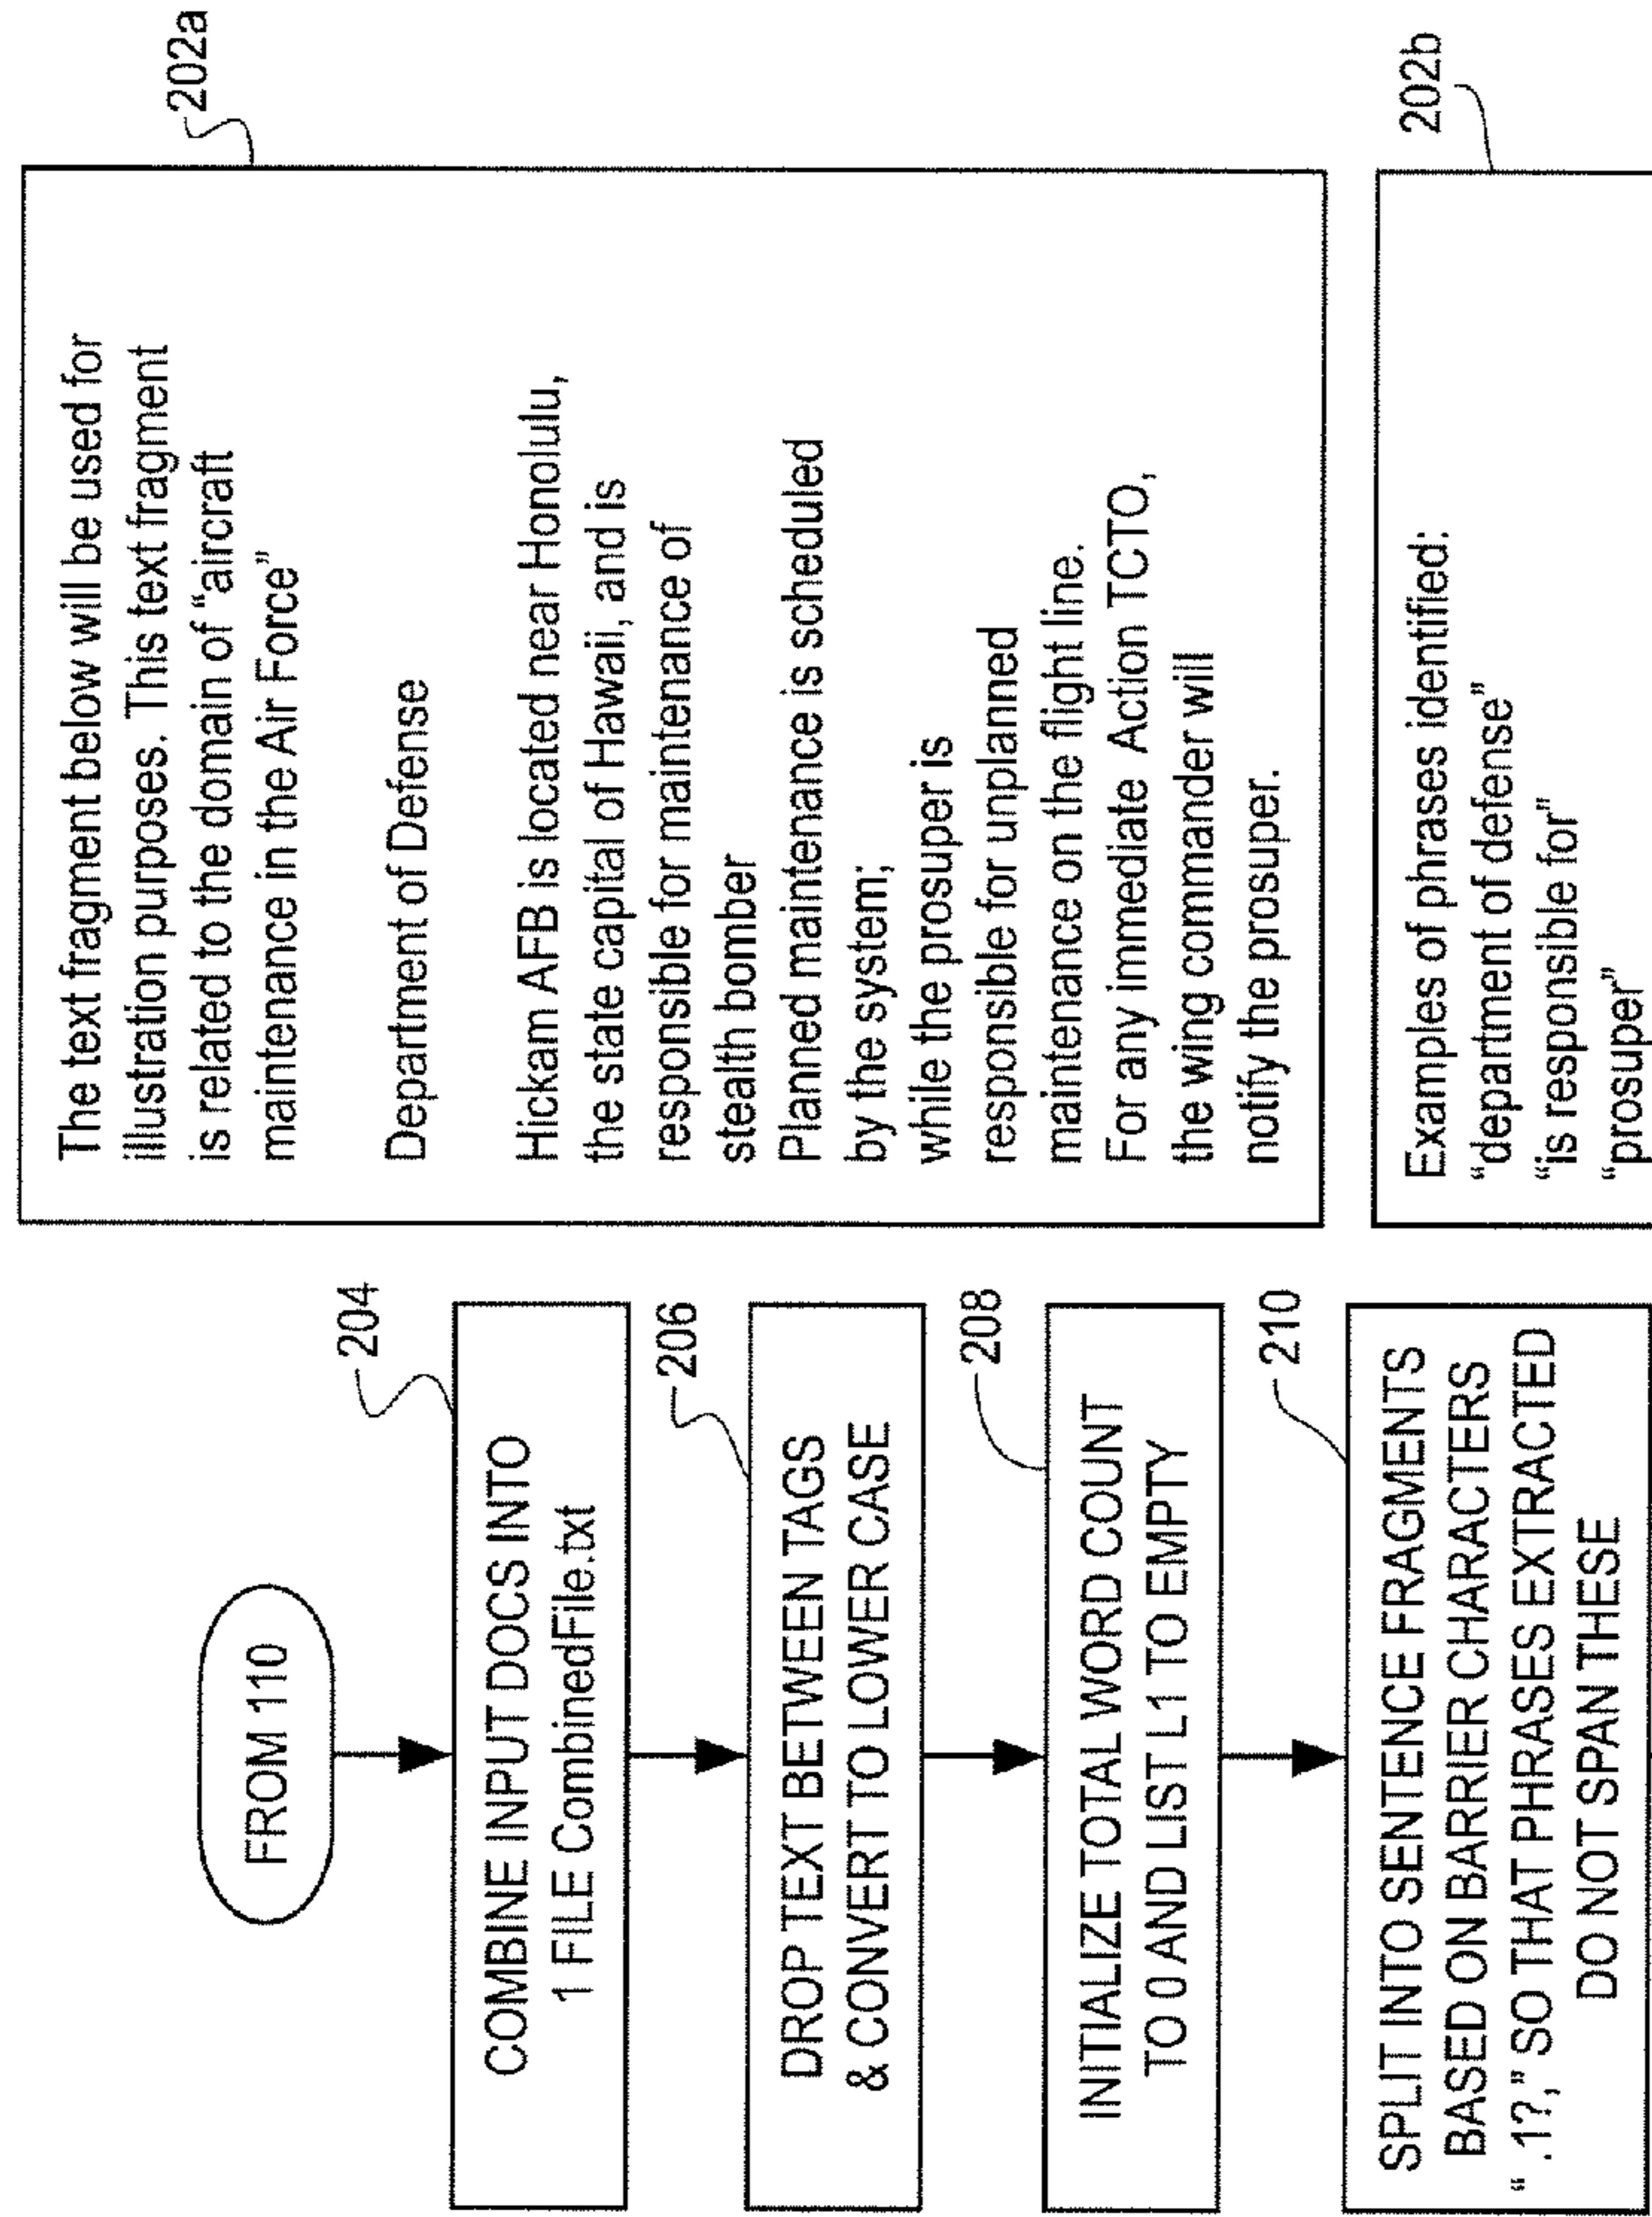 FROM 110
204
COMBINE INPUT DOCS INTO
1 FILE CombinedFile.txt
206
DROP TEXT BETWEEN TAGS
& CONVERT TO LOWER CASE
208
INITIALIZE TOTAL WORD COUNT
TO 0 AND LIST L1 TO EMPTY
210
SPLIT INTO SENTENCE FRAGMENTS
BASED ON BARRIER CHARACTERS
“ .1?,” SO THAT PHRASES EXTRACTED
DO NOT SPAN THESE
202a
The text fragment below will be used for
illustration purposes. This text fragment
is related to the domain of “aircraft
maintenance in the Air Force”
Department of Defense
Hickam AFB is located near Honolulu,
the state capital of Hawaii, and is
responsible for maintenance of
stealth bomber
Planned maintenance is scheduled
by the system;
while the prosuper is
responsible for unplanned
maintenance on the flight line.
For any immediate Action TCTO,
the wing commander will
notify the prosuper.
202b
Examples of phrases identified:
“department of defense”
“is responsible for”
“prosuper”